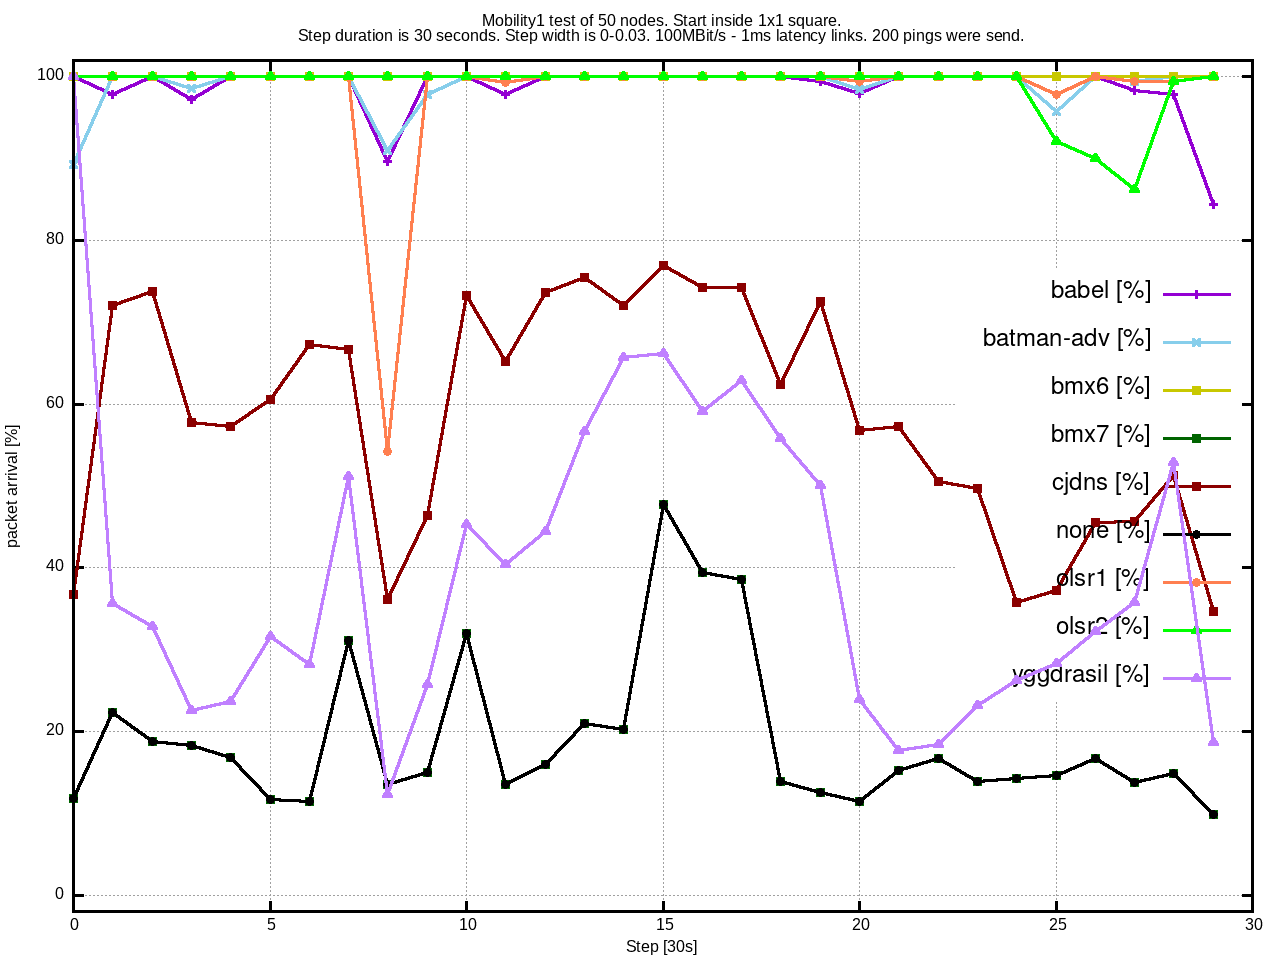 Mobility1 test of 50 nodes. Start inside 1x1 square.
Step duration is 30 seconds. Step width is 0-0.03. 100MBit/s - 1ms latency links. 200 pings were send.
100
80
60
40
20
0
packet arrival [%]
babel [%]
batman-adv [%]
bmx6 [%]
bmx7 [%]
cjdns [%]
none [%]
olsr1 [%]
olsr2 [%]
yggdrasil [%]
0 5 10 15 20 25 30
Step [30s]